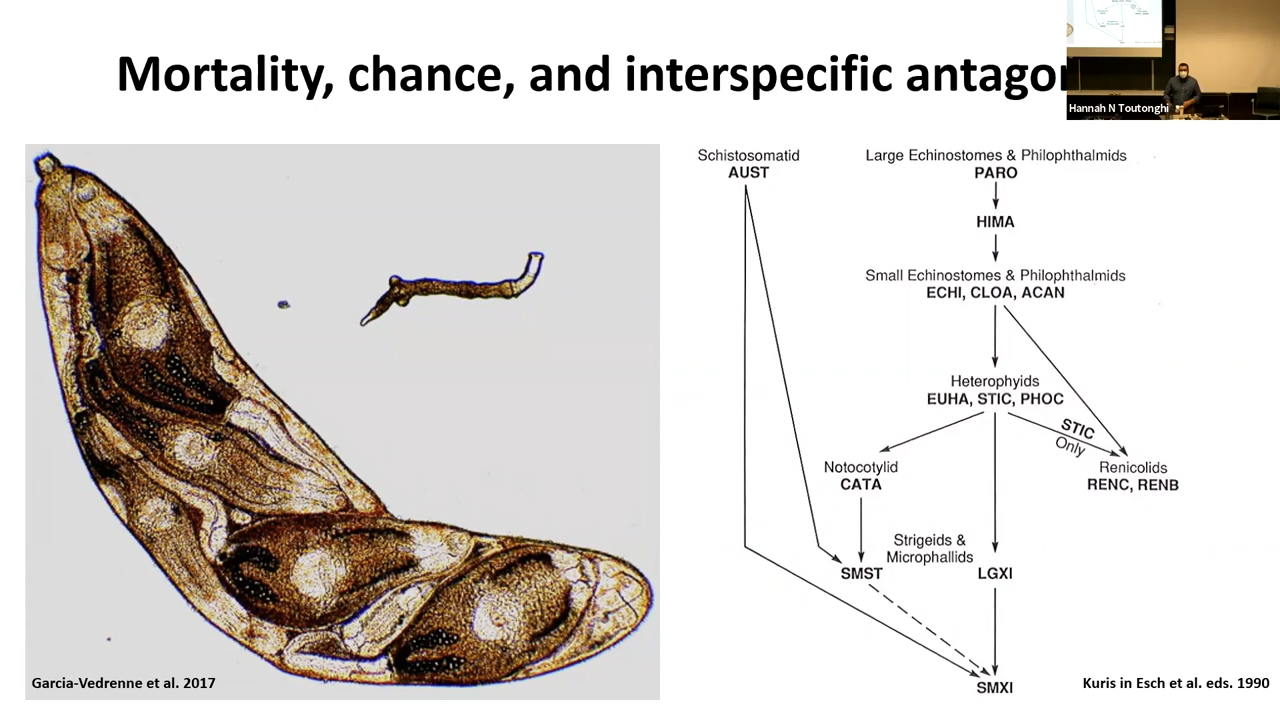 Mortality, chance, and interspecific antago
Hannah N Toutonghi
Garcia-Vedrenne et al. 2017
Schistosomatid
AUST
Large Echinostomes & Philophthalmids
PARO
HIMA
Small Echinostomes & Philophthalmids
ECHI, CLOA, ACAN
Heterophyids
EUHA, STIC, PHOC
STIC
Only
Notocotylid
CATA
Renicolids
RENC, RENB
Strigeids &
Microphallids
SMST
LGXI
SMXI
Kuris in Esch et al. eds. 1990